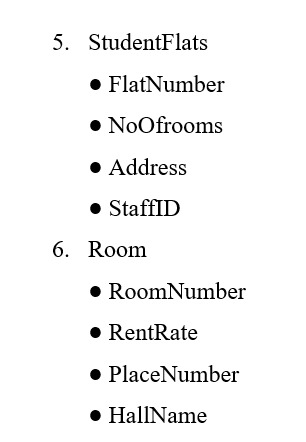 5. StudentFlats
● FlatNumber
● NoOfrooms
● Address
● StaffID
6. Room
● RoomNumber
● RentRate
● PlaceNumber
● HallName